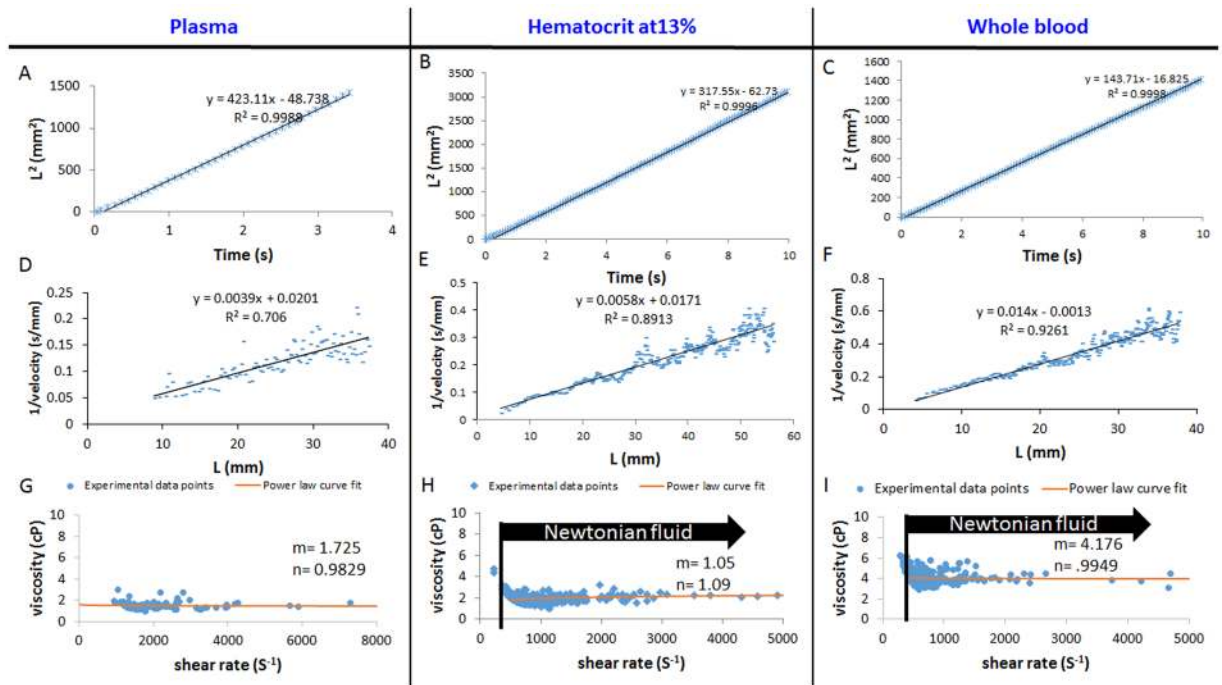 Plasma
Hematocrit at13%
Whole blood
A
1500
1000
500
0
L² (mm²)
y = 423.11x - 48.738
R² = 0.9988
0 1 2 3 4
Time (s)
B
3500
3000
2500
2000
1500
1000
500
0
L² (mm²)
y = 317.55x - 62.73
R² = 0.9996
0 2 4 6 8 10
Time (s)
C
1600
1400
1200
1000
800
600
400
200
0
L² (mm²)
y = 143.71x - 16.825
R² = 0.9998
0 2 4 6 8 10
Time (s)
D
0.25
0.2
0.15
0.1
0.05
0
1/velocity (s/mm)
y = 0.0039x + 0.0201
R² = 0.706
0 10 20 30 40
L (mm)
E
0.5
0.4
0.3
0.2
0.1
0
1/velocity (s/mm)
y = 0.0058x + 0.0171
R² = 0.8913
0 10 20 30 40 50 60
L (mm)
F
0.8
0.6
0.4
0.2
0
1/velocity (s/mm)
y = 0.014x - 0.0013
R² = 0.9261
0 10 20 30 40
L (mm)
G
Experimental data points Power law curve fit
10
8
6
4
2
0
viscosity (cP)
m= 1.725
n= 0.9829
0 2000 4000 6000 8000
shear rate (S⁻¹)
H
Experimental data points Power law curve fit
Newtonian fluid
10
8
6
4
2
0
viscosity (cP)
m= 1.05
n= 1.09
0 1000 2000 3000 4000 5000
shear rate (S⁻¹)
I
Experimental data points Power law curve fit
Newtonian fluid
10
8
6
4
2
0
viscosity (cP)
m= 4.176
n= .9949
0 1000 2000 3000 4000 5000
shear rate (S⁻¹)